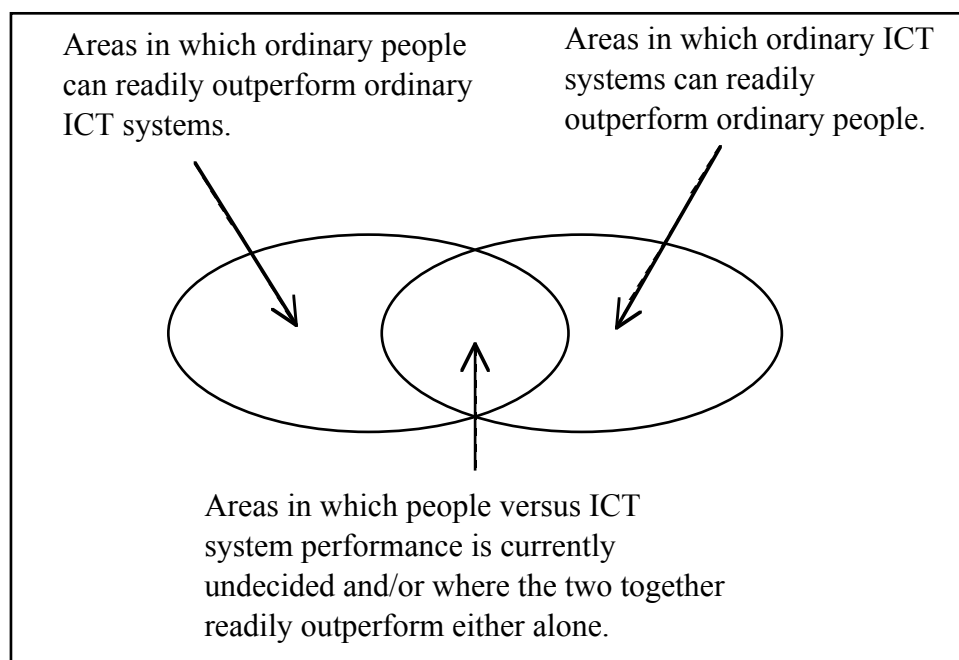 Areas in which ordinary people
can readily outperform ordinary
ICT systems.
Areas in which ordinary ICT
systems can readily
outperform ordinary people.
Areas in which people versus ICT
system performance is currently
undecided and/or where the two together
readily outperform either alone.